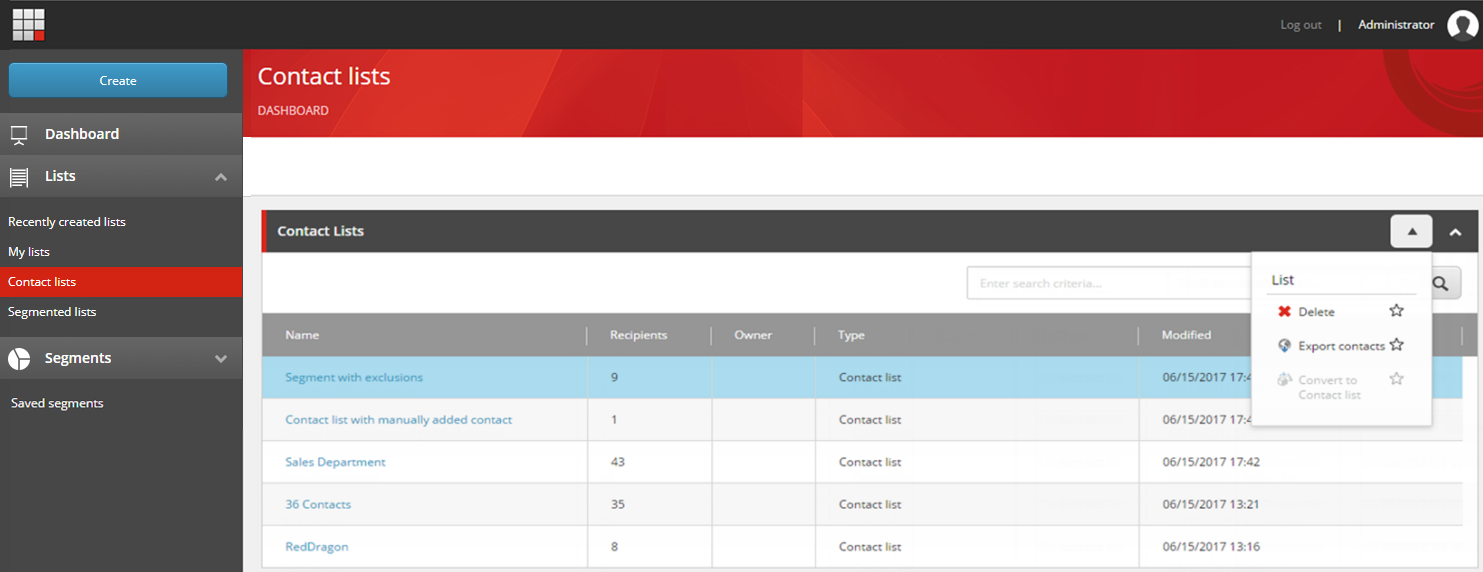 Log out | Administrator
Create
Contact lists
DASHBOARD
Dashboard
Lists
Recently created lists
My lists
Contact lists
Segmented lists
Segments
Saved segments
Contact Lists
Enter search criteria...
List
Delete
Export contacts
Convert to
Contact list
Name Recipients Owner Type Modified
Segment with exclusions 9 Contact list 06/15/2017 17:4
Contact list with manually added contact 1 Contact list 06/15/2017 17:4
Sales Department 43 Contact list 06/15/2017 17:42
36 Contacts 35 Contact list 06/15/2017 13:21
RedDragon 8 Contact list 06/15/2017 13:16